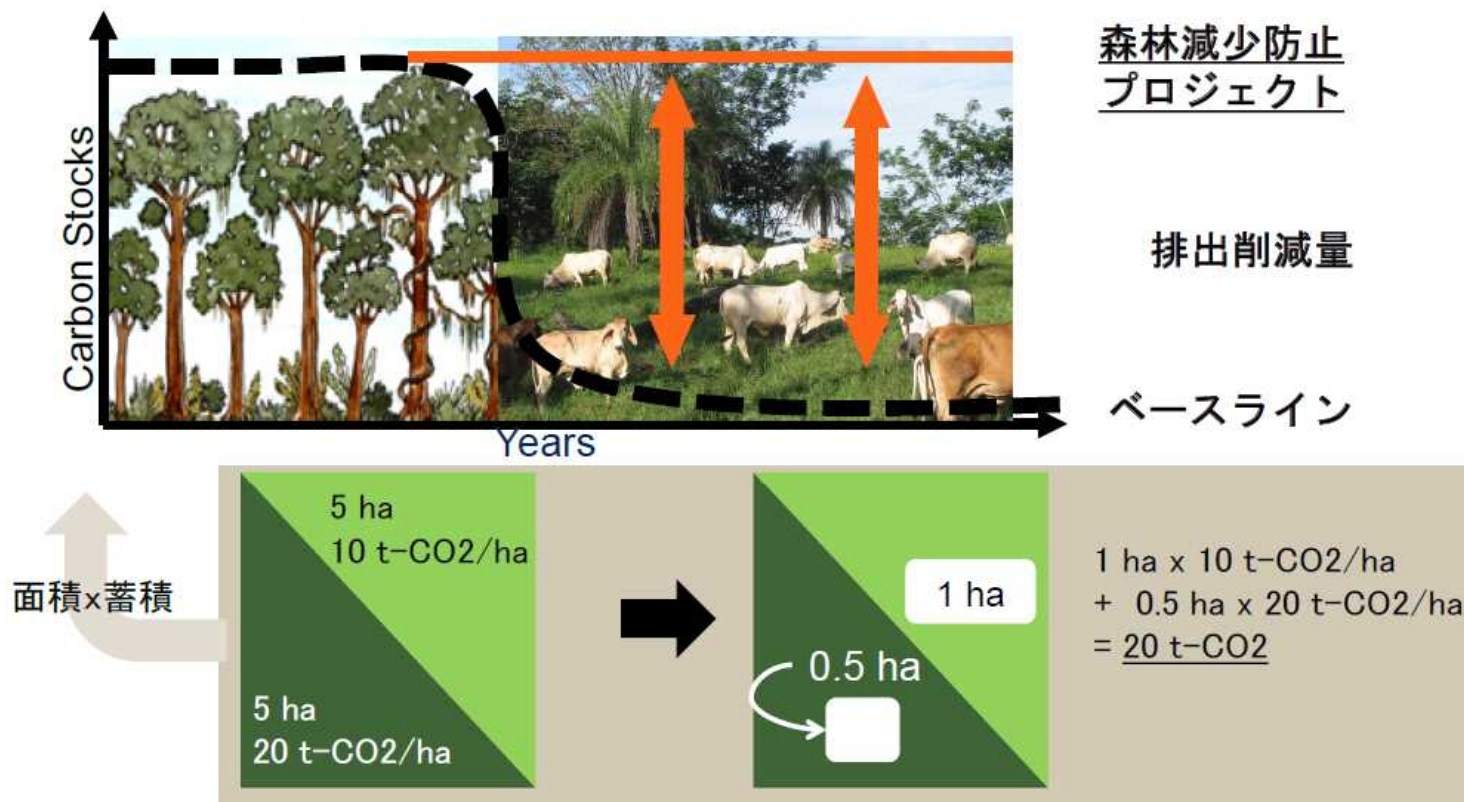 森林減少防止
プロジェクト
Carbon Stocks
排出削減量
ベースライン
Years
面積x蓄積
5 ha
10 t-CO2/ha
5 ha
20 t-CO2/ha
1 ha
0.5 ha
1 ha x 10 t-CO2/ha
+ 0.5 ha x 20 t-CO2/ha
= 20 t-CO2